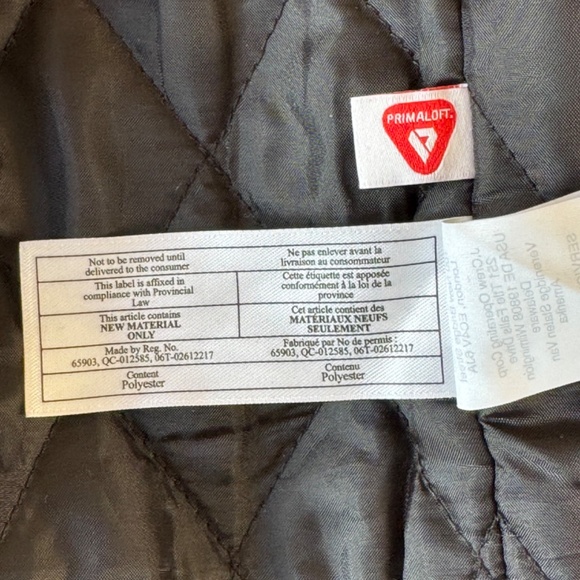 PRIMALOFT.
Not to be removed until
delivered to the consumer
Ne pas enlever avant la
livraison au consommateur
This label is affixed in
compliance with Provincial
Law
Cette étiquette est apposée
conformément à la loi de la
province
This article contains
NEW MATERIAL
ONLY
Cet article contient des
MATÉRIAUX NEUFS
SEULEMENT
Made by Reg. No.
65903, QC-012585, 06T-02612217
Fabriqué par No de permis :
65903, QC-012585, 06T-02612217
Content
Polyester
Contenu
Polyester